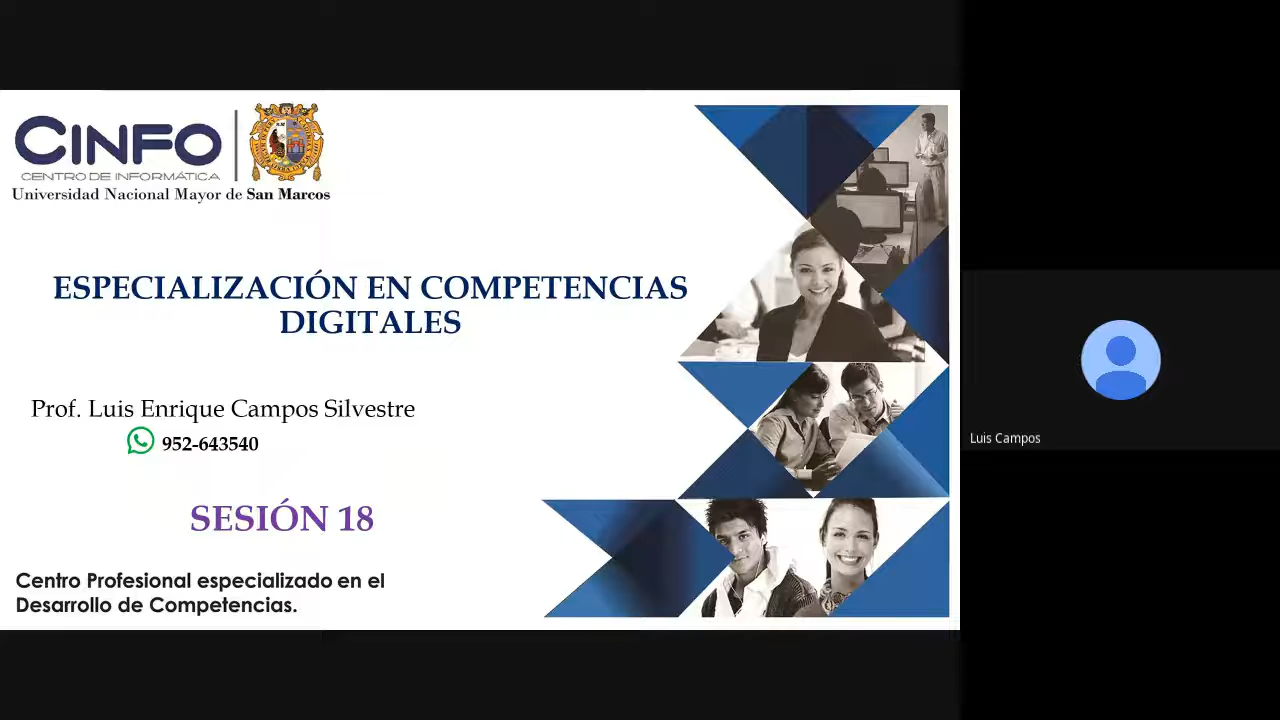 CINFO
CENTRO DE INFORMÁTICA
Universidad Nacional Mayor de San Marcos
ESPECIALIZACIÓN EN COMPETENCIAS
DIGITALES
Prof. Luis Enrique Campos Silvestre
952-643540
SESIÓN 18
Centro Profesional especializado en el
Desarrollo de Competencias.
Luis Campos